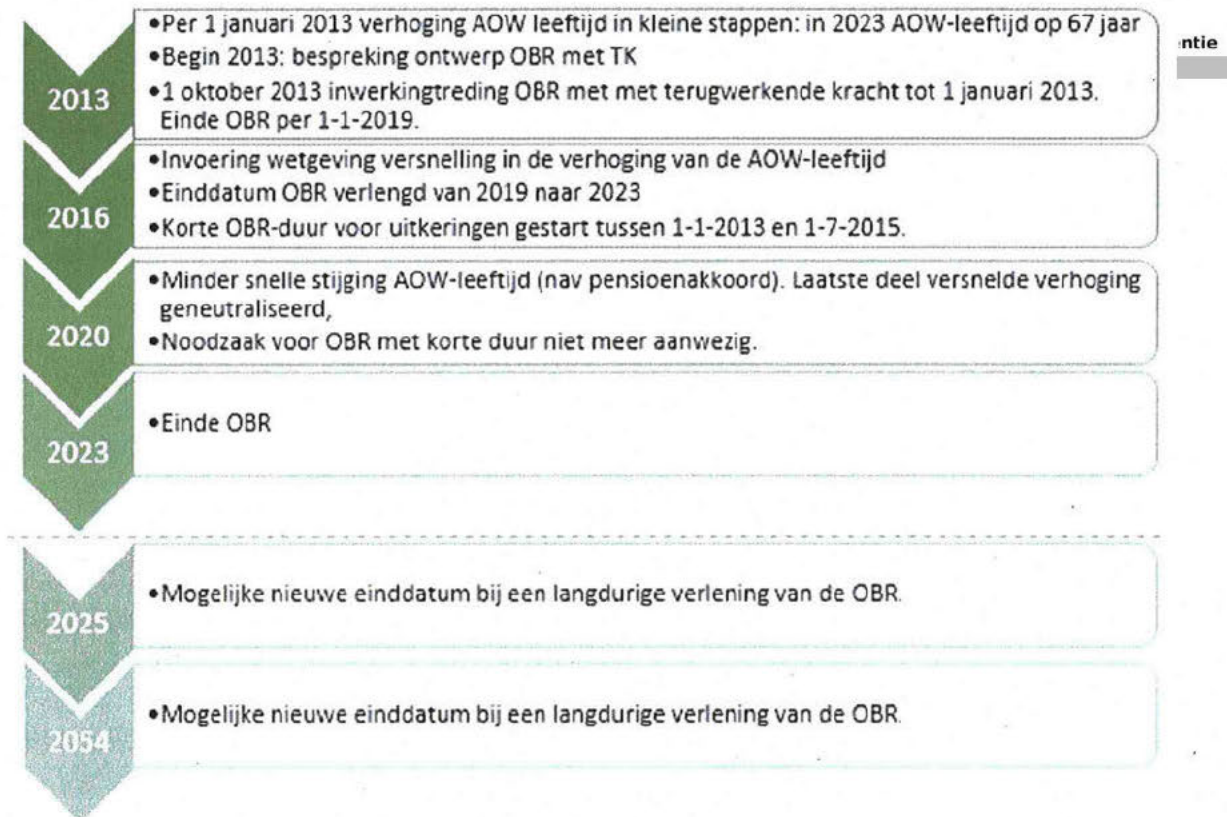 •Per 1 januari 2013 verhoging AOW leeftijd in kleine stappen: in 2023 AOW-leeftijd op 67 jaar
•Begin 2013: bespreking ontwerp OBR met TK
•1 oktober 2013 inwerkingtreding OBR met met terugwerkende kracht tot 1 januari 2013.
Einde OBR per 1-1-2019.
2013
ntie
•Invoering wetgeving versnelling in de verhoging van de AOW-leeftijd
•Einddatum OBR verlengd van 2019 naar 2023
•Korte OBR-duur voor uitkeringen gestart tussen 1-1-2013 en 1-7-2015.
2016
•Minder snelle stijging AOW-leeftijd (nav pensioenakkoord). Laatste deel versnelde verhoging
geneutraliseerd,
•Noodzaak voor OBR met korte duur niet meer aanwezig.
2020
•Einde OBR
2023
•Mogelijke nieuwe einddatum bij een langdurige verlening van de OBR.
2025
•Mogelijke nieuwe einddatum bij een langdurige verlening van de OBR.
2054